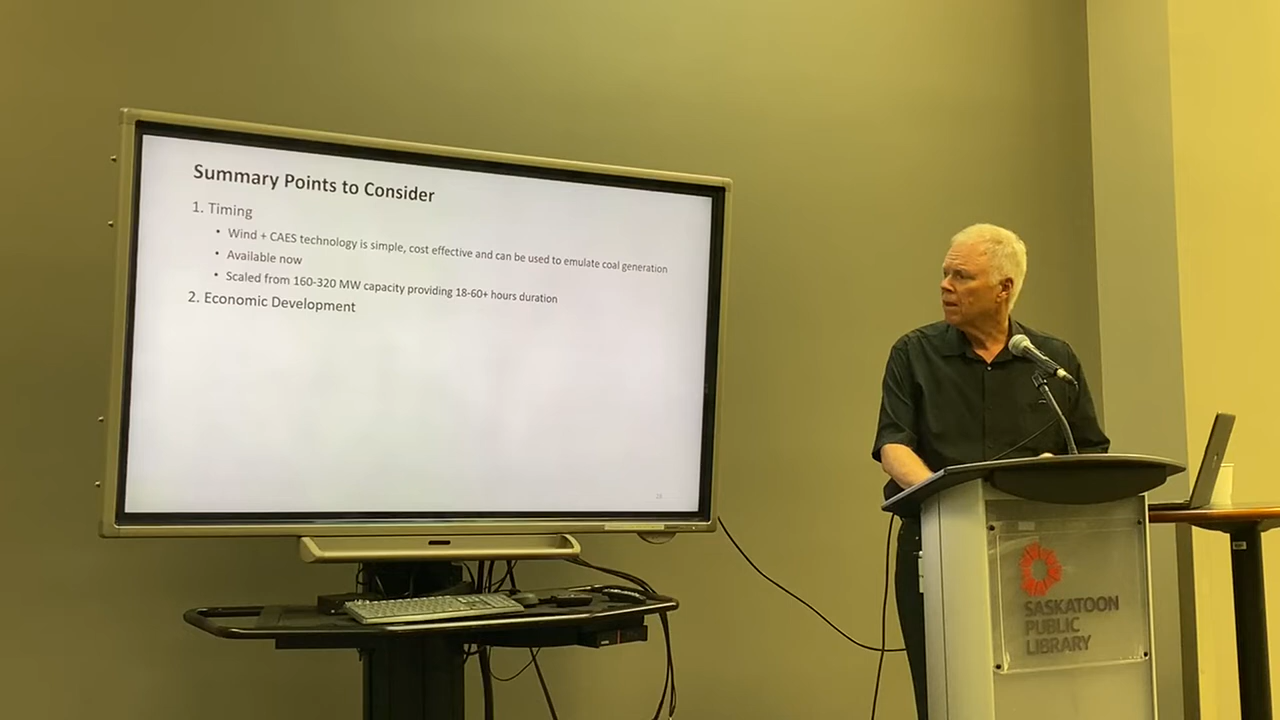 Summary Points to Consider
1. Timing
• Wind + CAES technology is simple, cost effective and can be used to emulate coal generation
• Available now
• Scaled from 160-320 MW capacity providing 18-60+ hours duration
2. Economic Development
SASKATOON
PUBLIC
LIBRARY